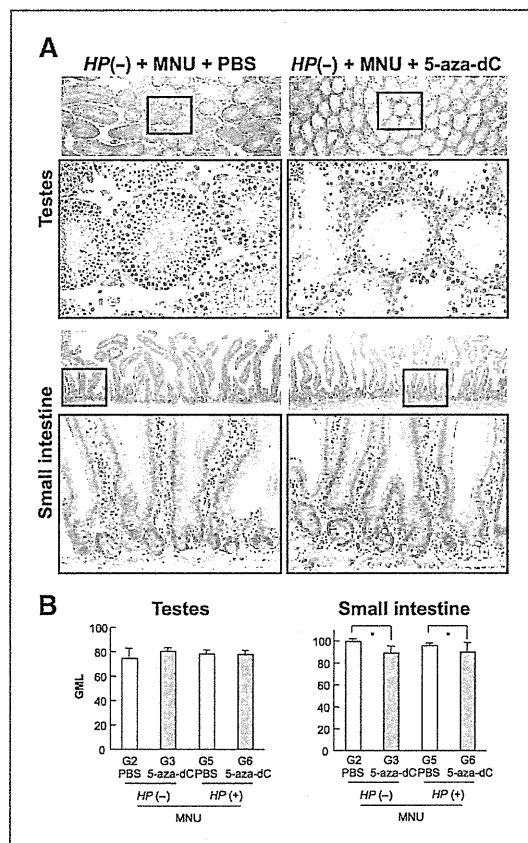 A
HP(–) + MNU + PBS HP(–) + MNU + 5-aza-dC
Testes
Small intestine
B
Testes Small intestine
GML
100
80
60
40
20
0
100
80
60
40
20
0
G2 G3 G5 G6
PBS 5-aza-dC PBS 5-aza-dC
HP (–) HP (+)
MNU
* *
G2 G3 G5 G6
PBS 5-aza-dC PBS 5-aza-dC
HP (–) HP (+)
MNU